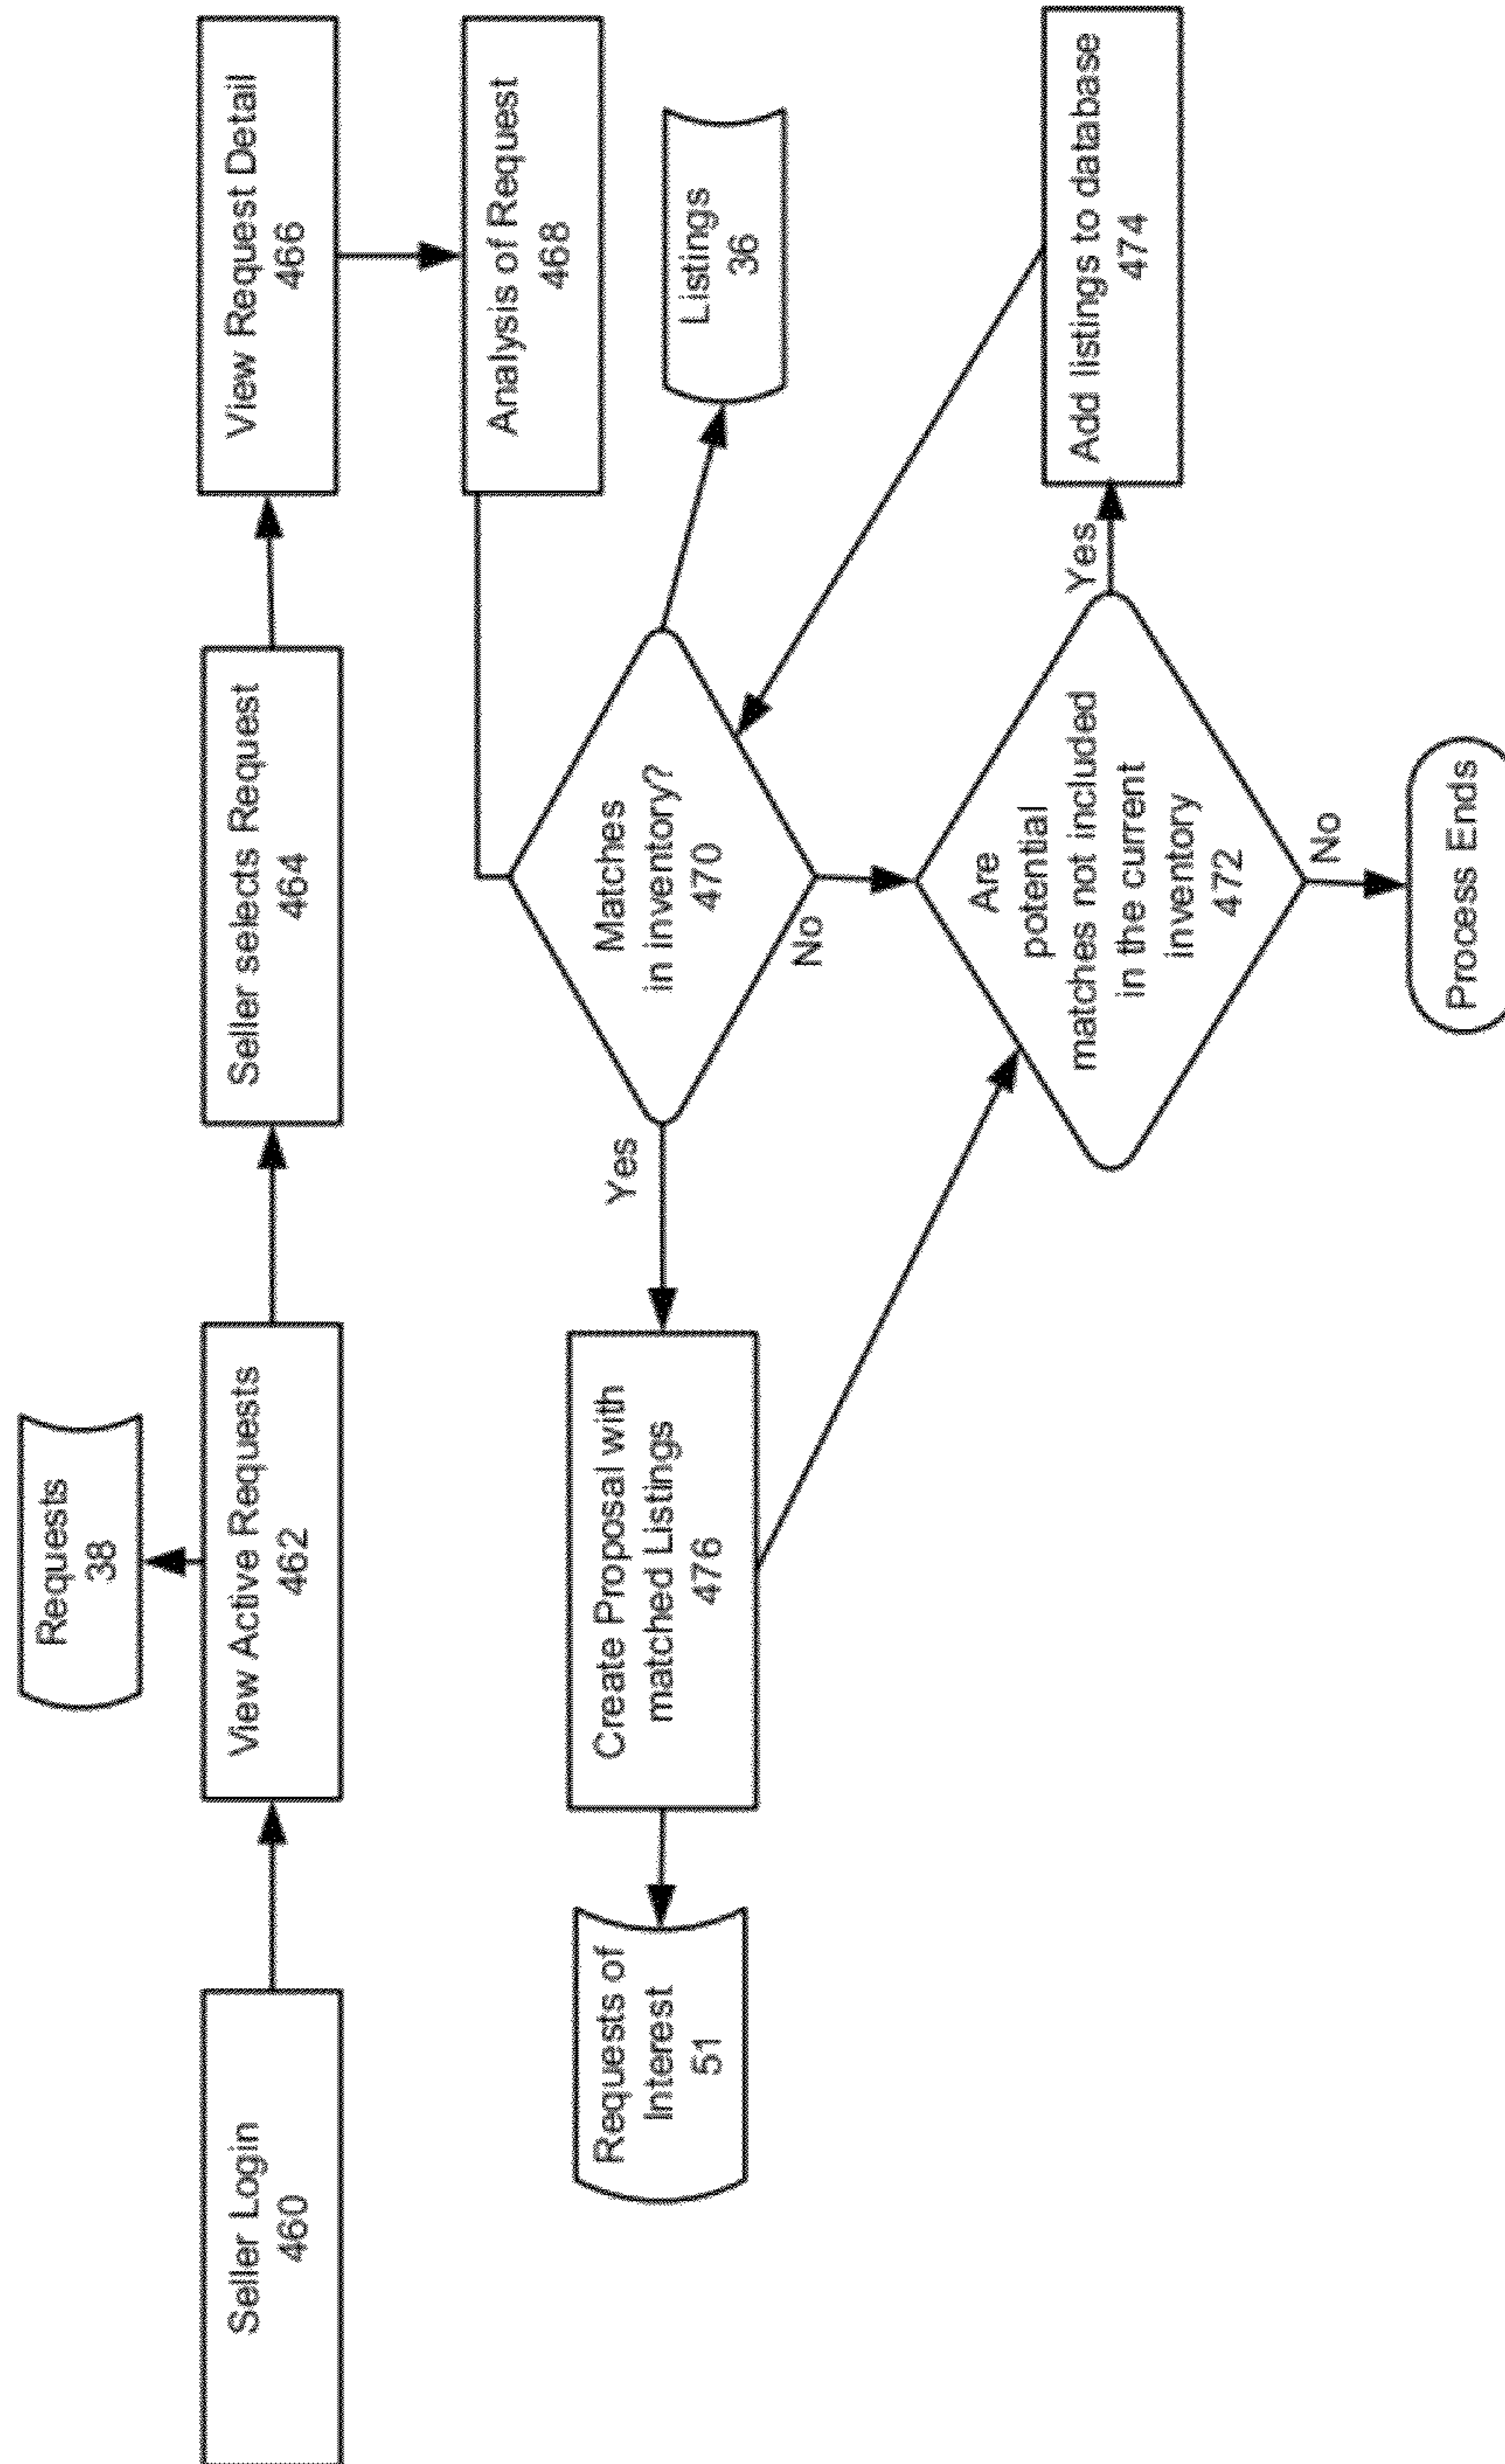 Requests
38
Seller Login
460
View Active Requests
462
Seller selects Request
464
View Request Detail
466
Analysis of Request
468
Requests of
Interest
51
Create Proposal with
matched Listings
476
Yes
Matches
in inventory?
470
Listings
36
No
Are
potential
matches not included
in the current
inventory
472
Yes
Add listings to database
474
No
Process Ends